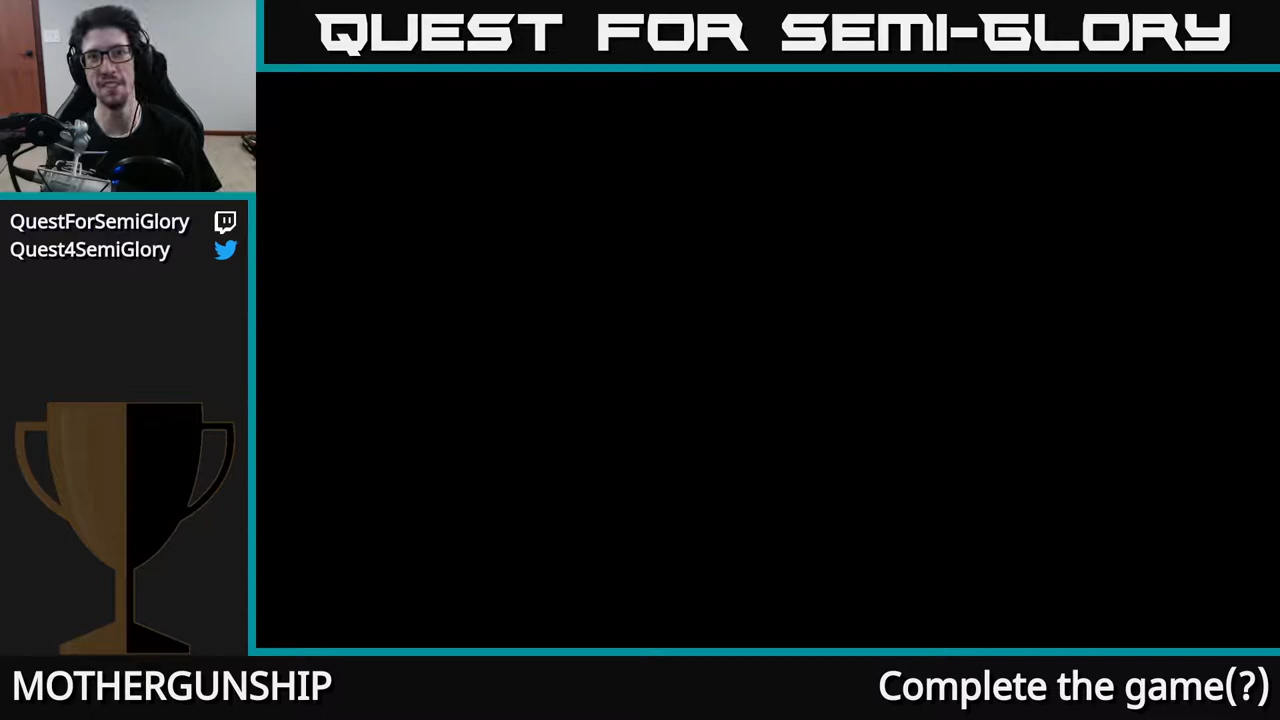 QUEST FOR SEMI-GLORY
QuestForSemiGlory
Quest4SemiGlory
MOTHERGUNSHIP
Complete the game(?)